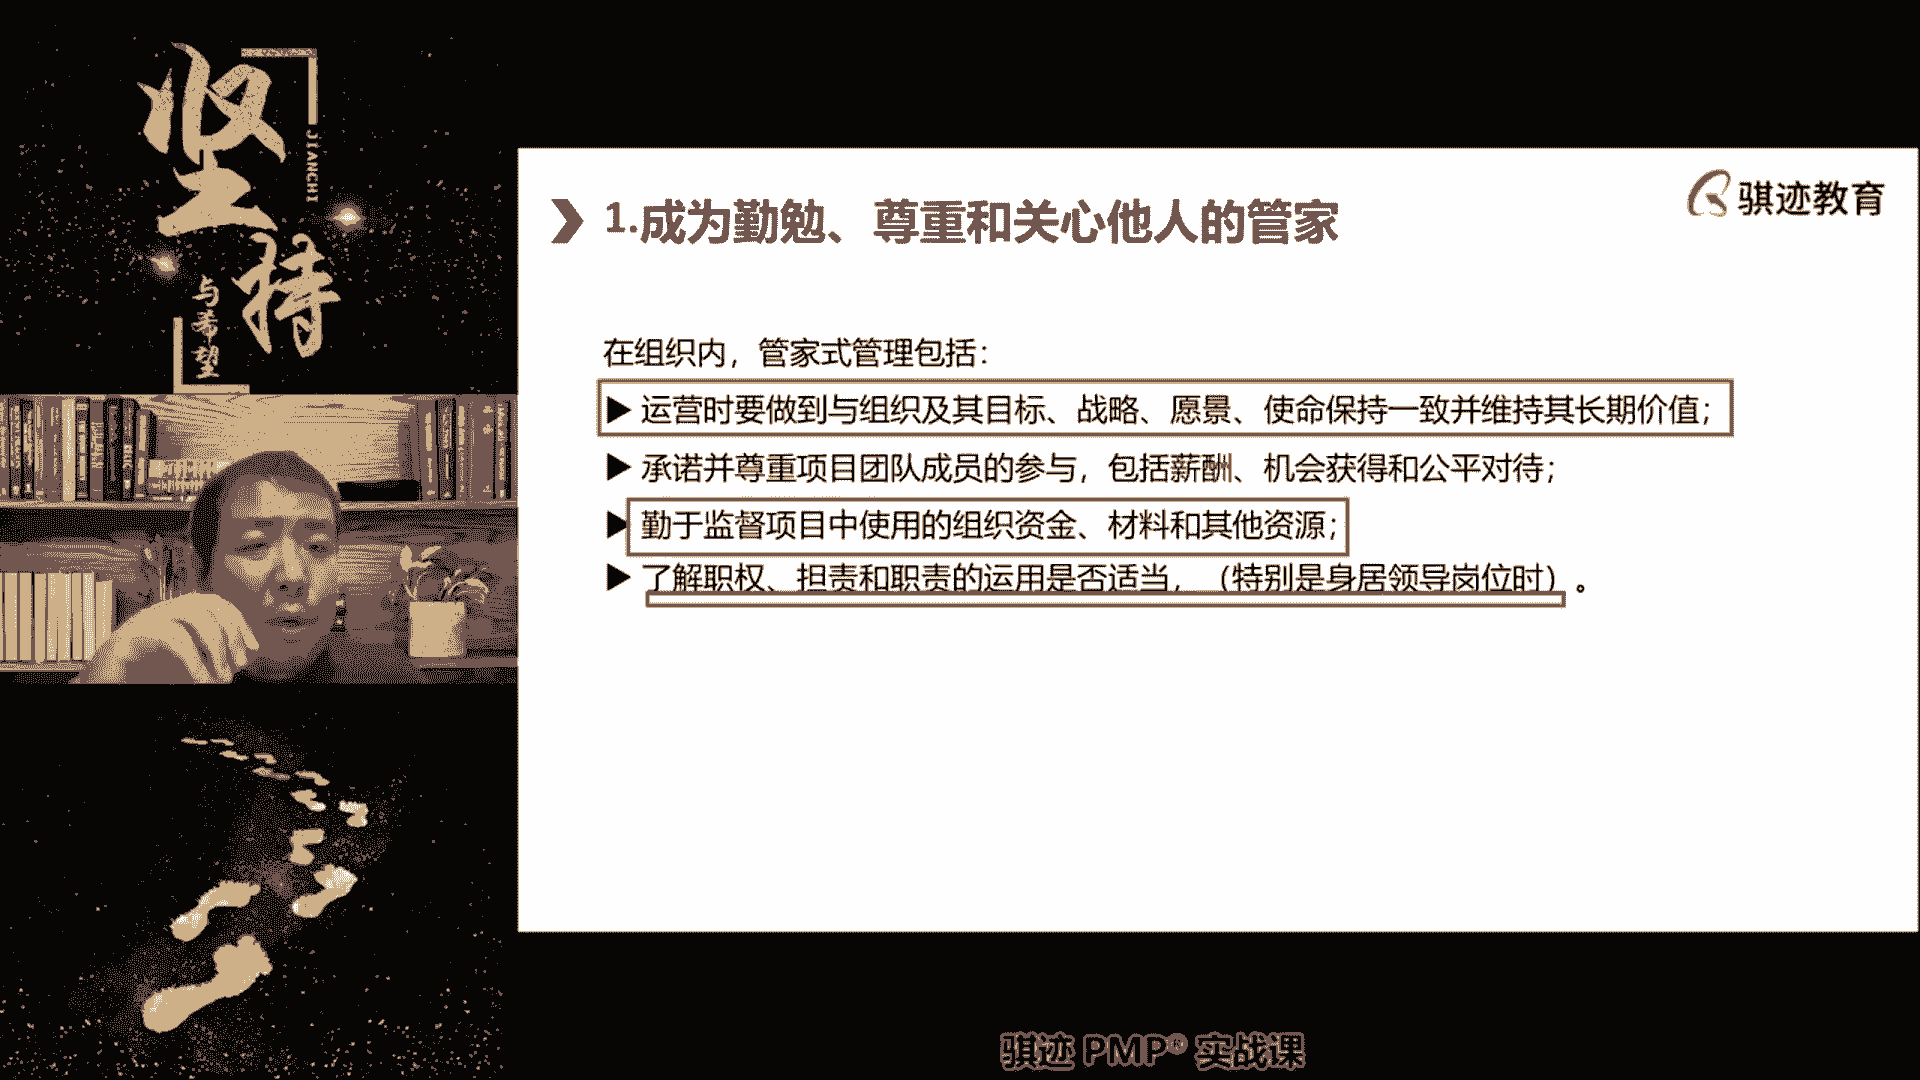 坚持
JIANCHI
与希望
骐迹教育
1.成为勤勉、尊重和关心他人的管家
在组织内，管家式管理包括：
▶ 运营时要做到与组织及其目标、战略、愿景、使命保持一致并维持其长期价值；
▶ 承诺并尊重项目团队成员的参与，包括薪酬、机会获得和公平对待；
▶ 勤于监督项目中使用的组织资金、材料和其他资源；
▶ 了解职权、担责和职责的运用是否适当，（特别是身居领导岗位时）。
骐迹 PMP® 实战课